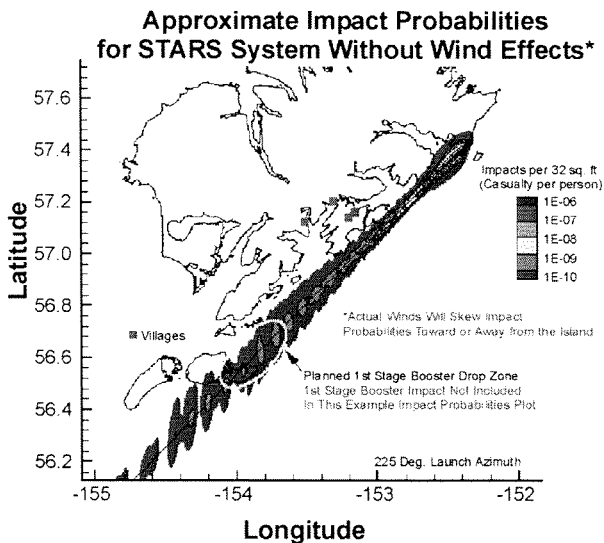 Approximate Impact Probabilities
for STARS System Without Wind Effects*
57.6
57.4
57.2
57.0
56.8
56.6
56.4
56.2
Latitude
Impacts per 32 sq. ft
(Casualty per person)
1E-06
1E-07
1E-08
1E-09
1E-10
*Actual Winds Will Skew Impact
Probabilities Toward or Away from the Island
Villages
Planned 1st Stage Booster Drop Zone
1st Stage Booster Impact Not Included
In This Example Impact Probabilities Plot
225 Deg. Launch Azimuth
-155
-154
-153
-152
Longitude